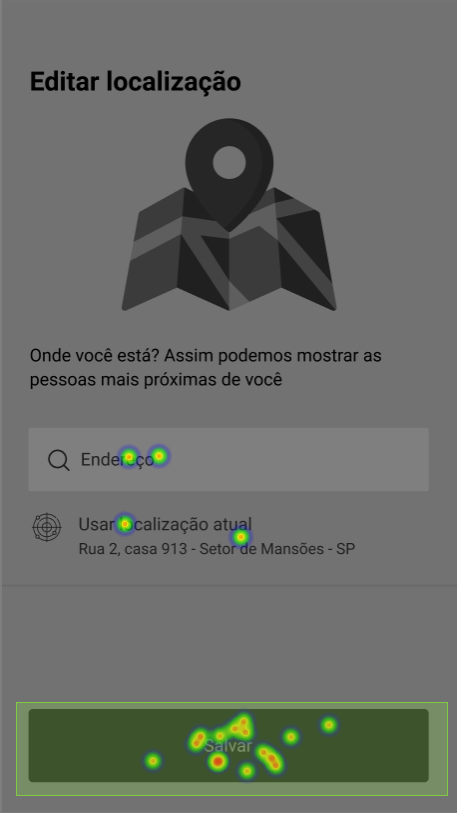 Editar localização
Onde você está? Assim podemos mostrar as
pessoas mais próximas de você
Endereço
Usar localização atual
Rua 2, casa 913 - Setor de Mansões - SP
Salvar